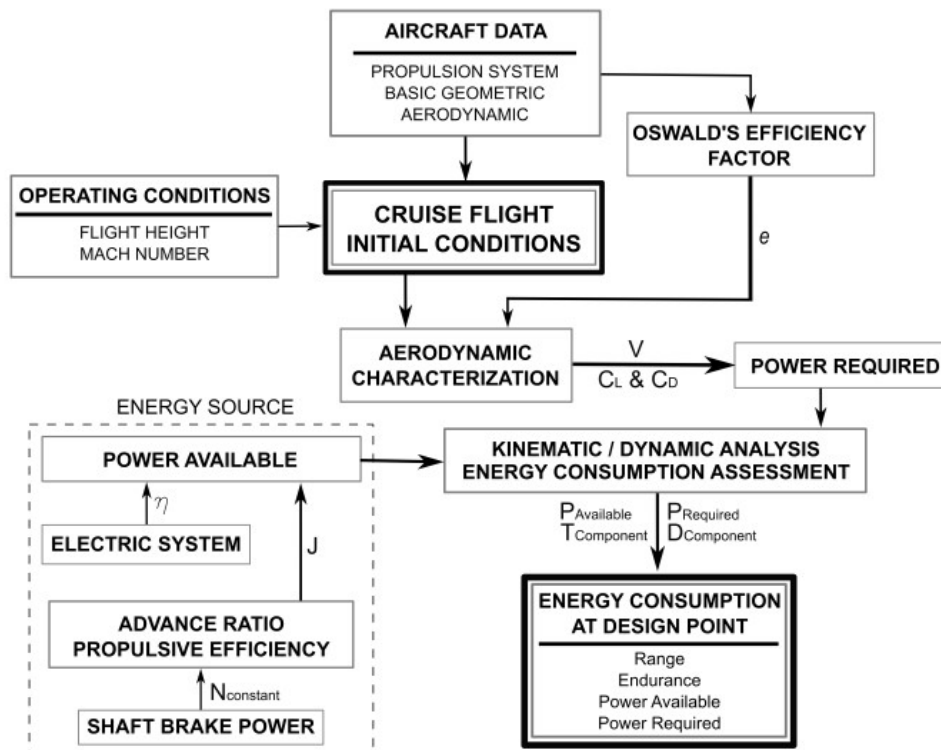 AIRCRAFT DATA
PROPULSION SYSTEM
BASIC GEOMETRIC
AERODYNAMIC
OSWALD'S EFFICIENCY
FACTOR
OPERATING CONDITIONS
FLIGHT HEIGHT
MACH NUMBER
CRUISE FLIGHT
INITIAL CONDITIONS
e
AERODYNAMIC
CHARACTERIZATION
V
CL & CD
POWER REQUIRED
ENERGY SOURCE
POWER AVAILABLE
KINEMATIC / DYNAMIC ANALYSIS
ENERGY CONSUMPTION ASSESSMENT
η
ELECTRIC SYSTEM
J
PAvailable
TComponent
PRequired
DComponent
ADVANCE RATIO
PROPULSIVE EFFICIENCY
Nconstant
SHAFT BRAKE POWER
ENERGY CONSUMPTION
AT DESIGN POINT
Range
Endurance
Power Available
Power Required